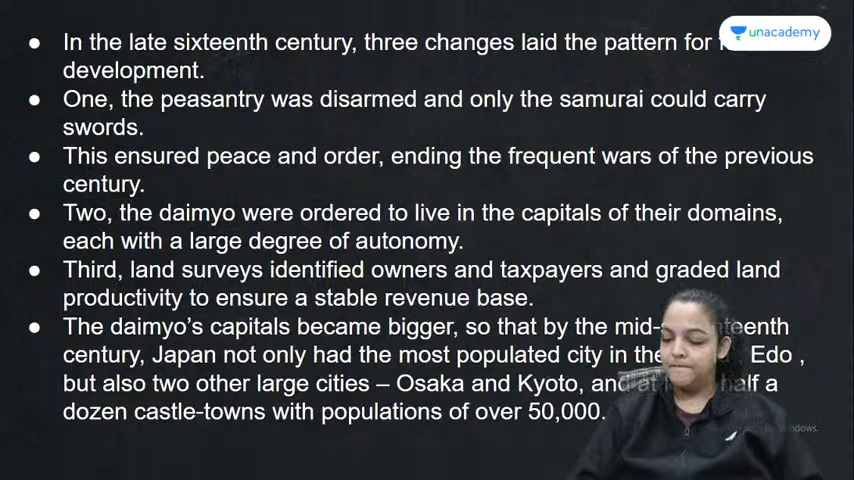 unacademy
● In the late sixteenth century, three changes laid the pattern for
development.
● One, the peasantry was disarmed and only the samurai could carry
swords.
● This ensured peace and order, ending the frequent wars of the previous
century.
● Two, the daimyo were ordered to live in the capitals of their domains,
each with a large degree of autonomy.
● Third, land surveys identified owners and taxpayers and graded land
productivity to ensure a stable revenue base.
● The daimyo's capitals became bigger, so that by the mid-
century, Japan not only had the most populated city in the Edo ,
but also two other large cities – Osaka and Kyoto, and at half a
dozen castle-towns with populations of over 50,000.
Windows.